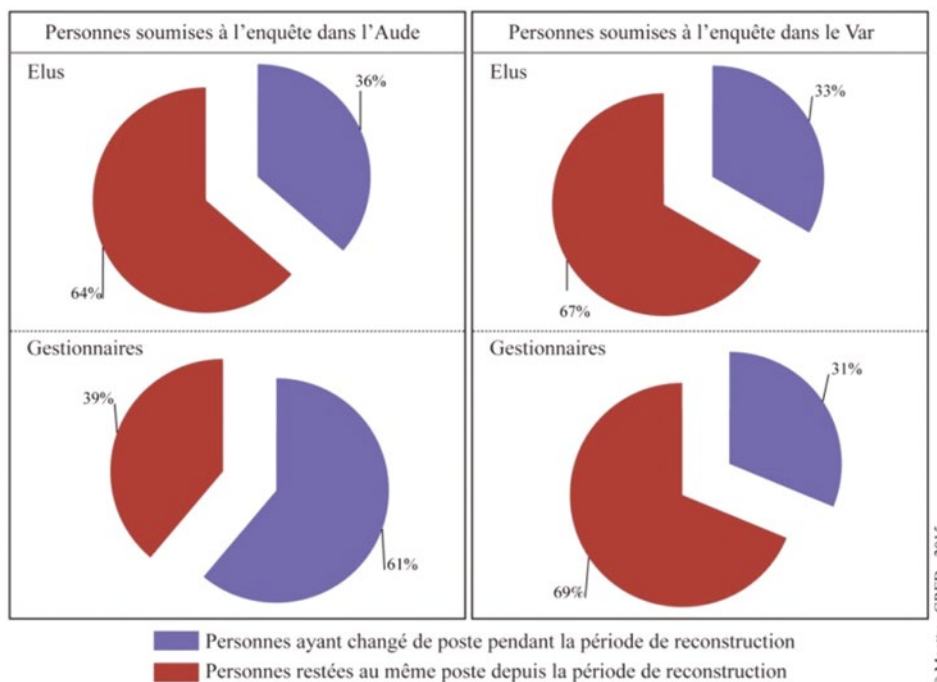 Personnes soumises à l'enquête dans l'Aude
Elus
36%
64%
Gestionnaires
39%
61%
Personnes soumises à l'enquête dans le Var
Elus
33%
67%
Gestionnaires
31%
69%
Personnes ayant changé de poste pendant la période de reconstruction
Personnes restées au même poste depuis la période de reconstruction